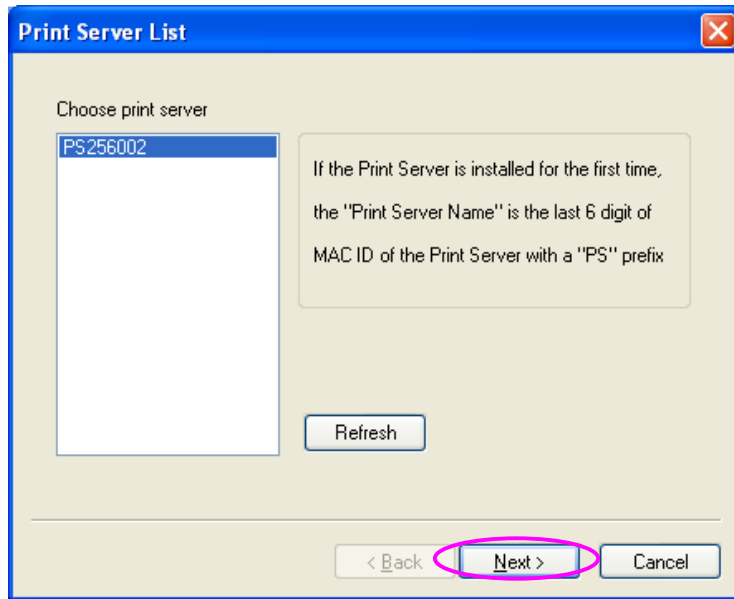 Print Server List
Choose print server
PS256002
If the Print Server is installed for the first time,
the "Print Server Name" is the last 6 digit of
MAC ID of the Print Server with a "PS" prefix
Refresh
< Back
Next >
Cancel